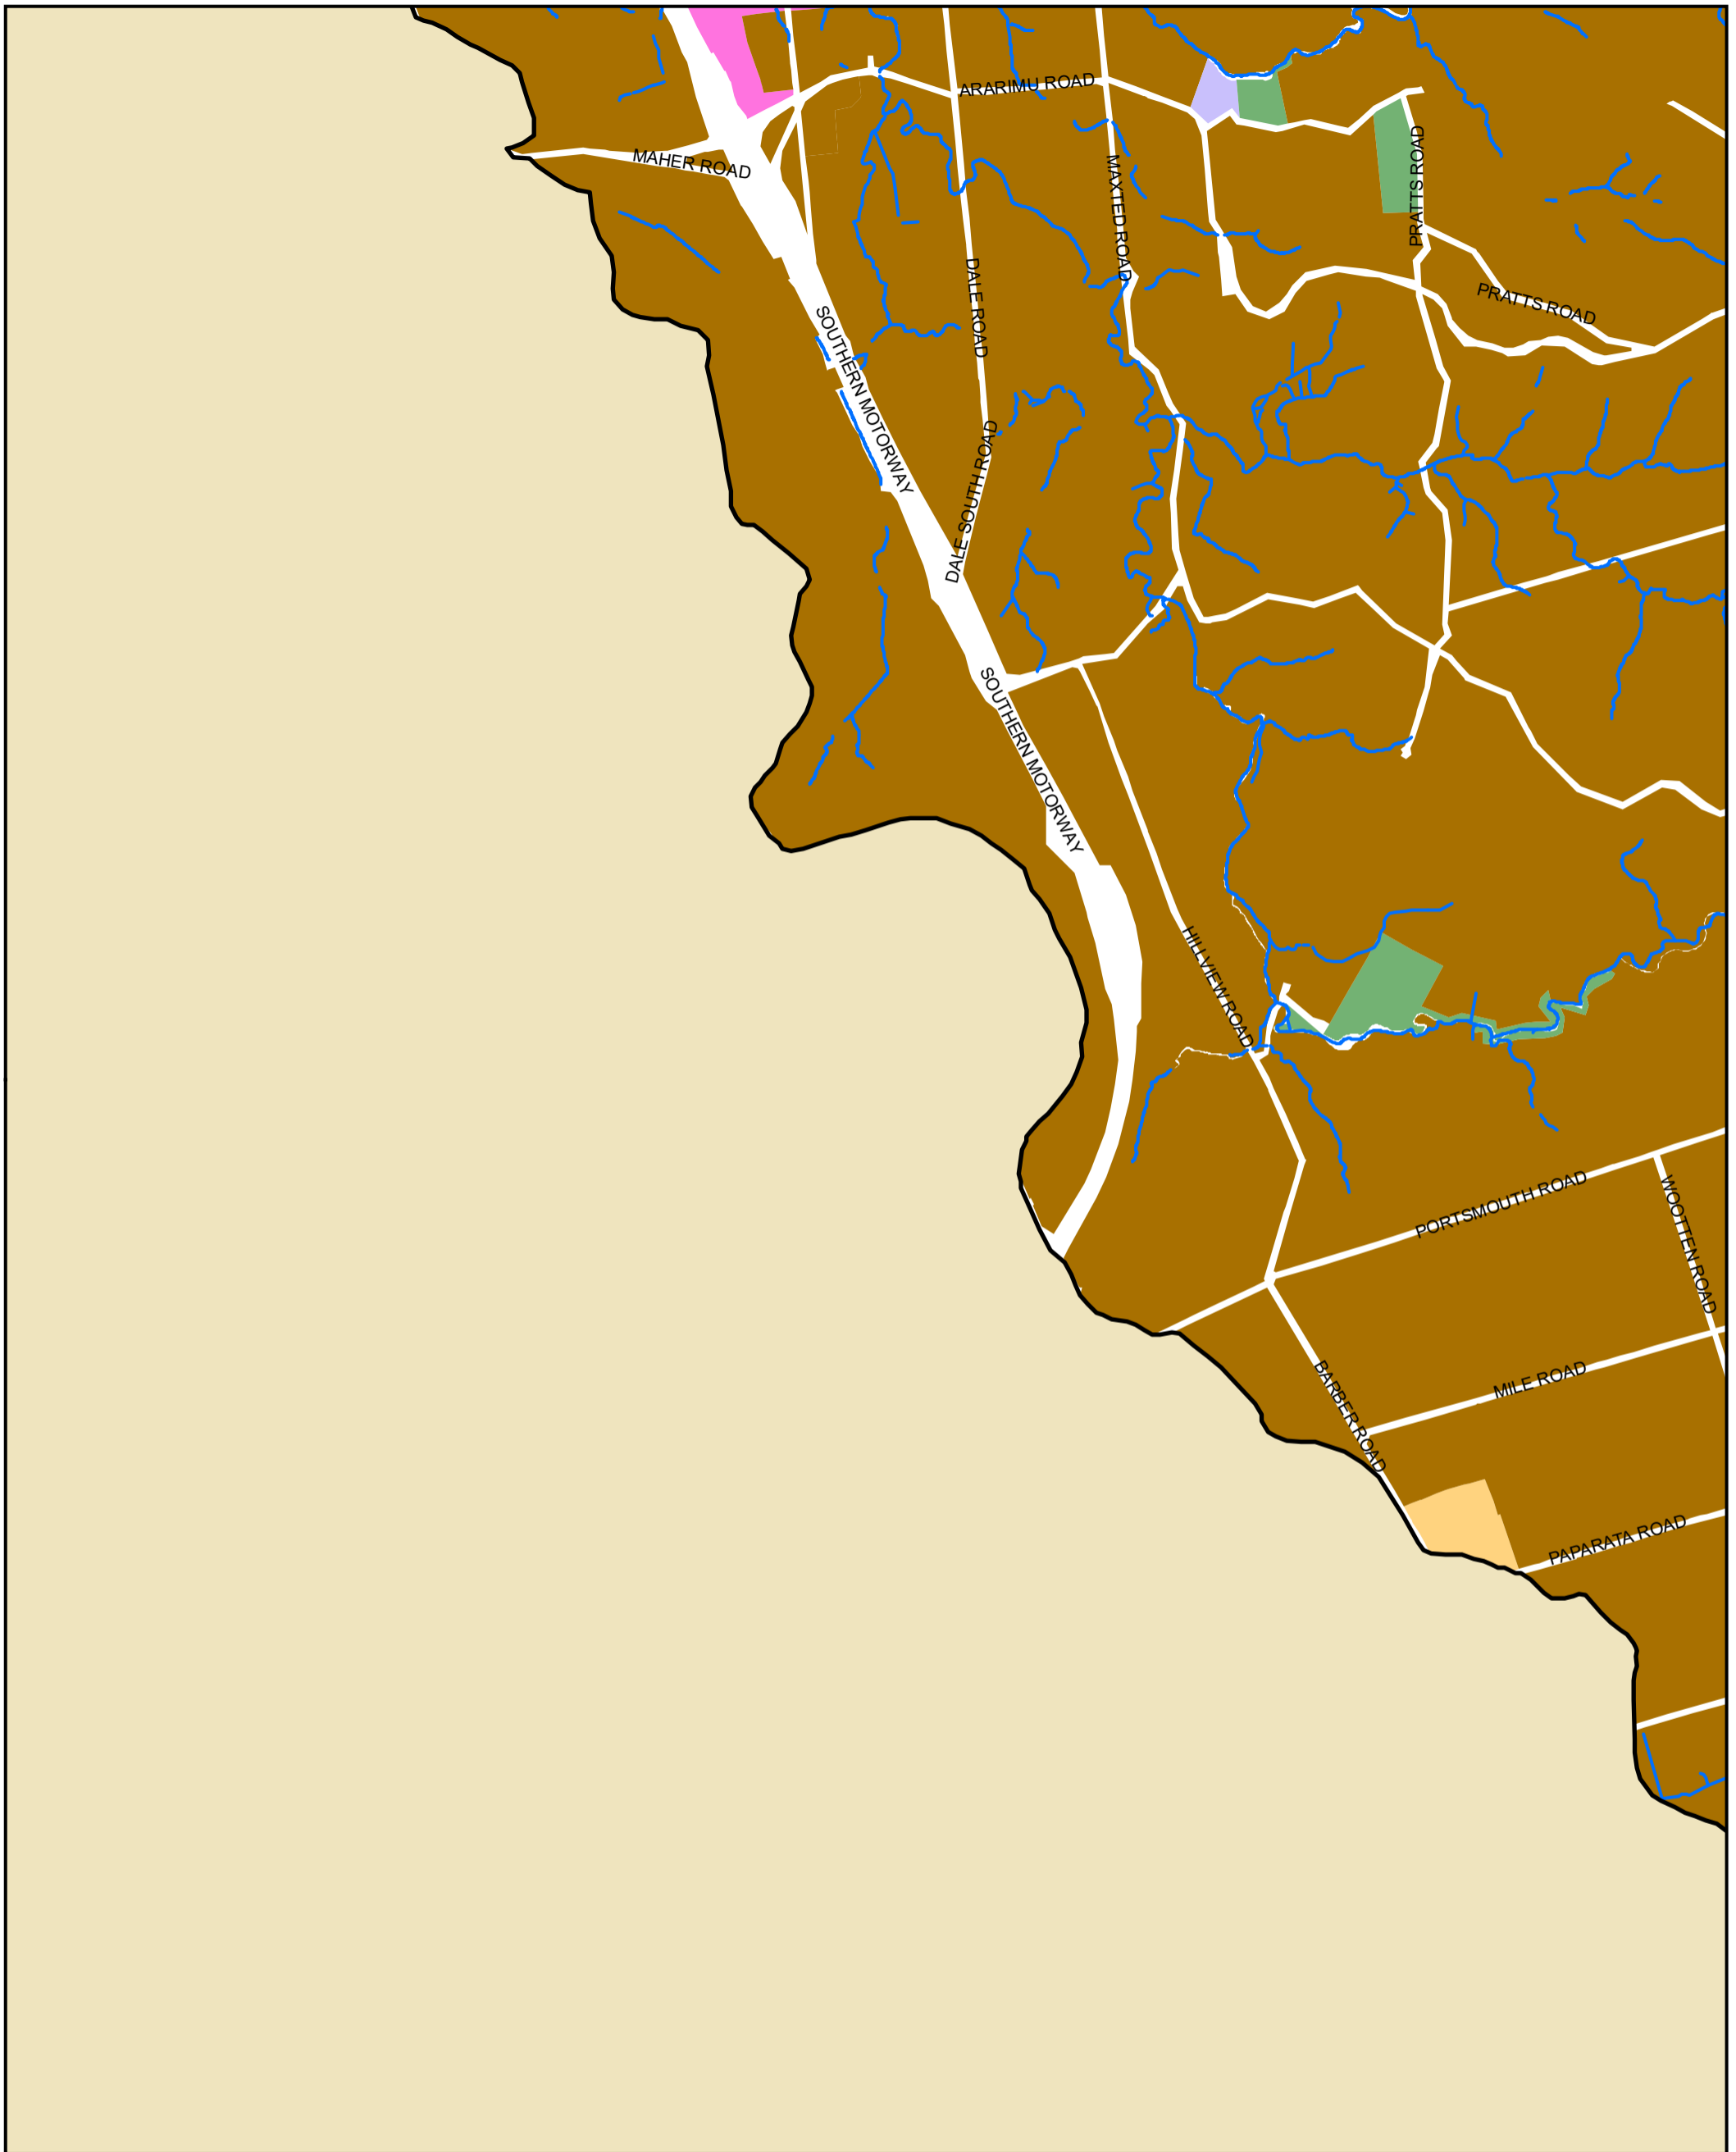 ARARIMU ROAD
MAHER ROAD
MAXTED ROAD
PRATTS ROAD
DALE ROAD
PRATTS ROAD
SOUTHERN MOTORWAY
DALE SOUTH ROAD
SOUTHERN MOTORWAY
HILLVIEW ROAD
PORTSMOUTH ROAD
WOOTTEN ROAD
MILE ROAD
BARBER ROAD
PAPARATA ROAD